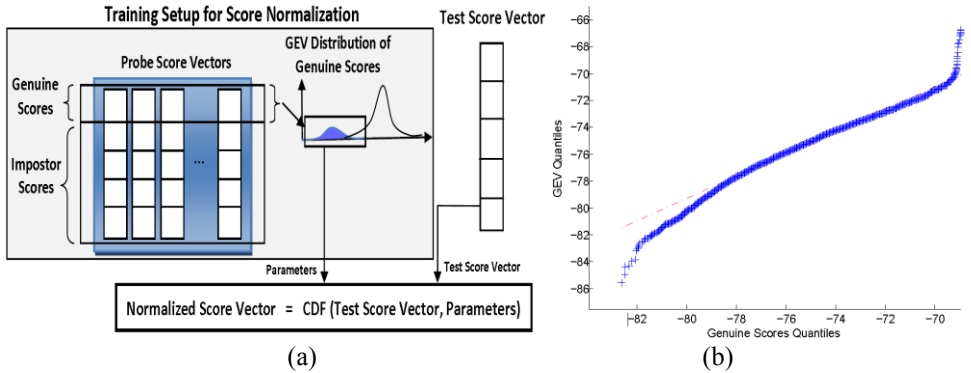 Training Setup for Score Normalization
Test Score Vector
GEV Distribution of
Genuine Scores
Probe Score Vectors
Genuine
Scores
Impostor
Scores
...
Parameters
Test Score Vector
Normalized Score Vector = CDF (Test Score Vector, Parameters)
(a)
GEV Quantiles
−66
−68
−70
−72
−74
−76
−78
−80
−82
−84
−86
−82
−80
−78
−76
−74
−72
−70
Genuine Scores Quantiles
(b)